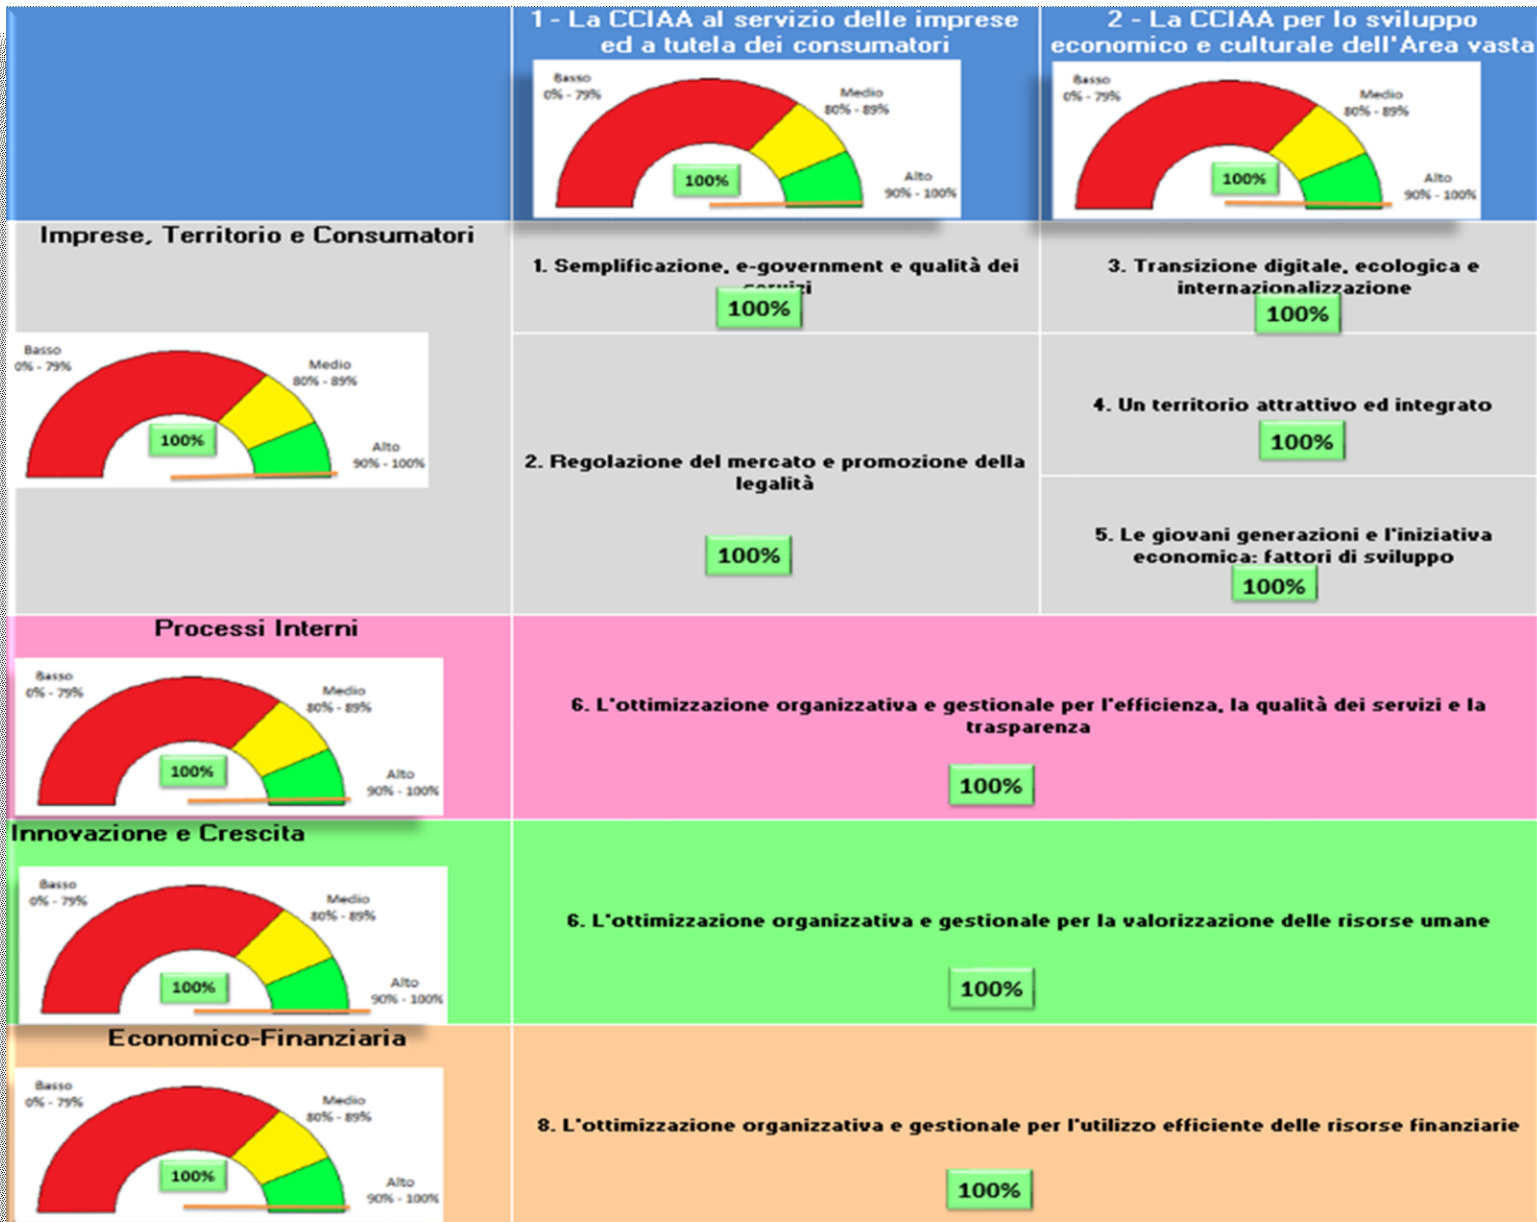 1 - La CCIAA al servizio delle imprese
ed a tutela dei consumatori
Basso
0% - 79%
Medio
80% - 89%
Alto
90% - 100%
100%
2 - La CCIAA per lo sviluppo
economico e culturale dell'Area vasta
Basso
0% - 79%
Medio
80% - 89%
Alto
90% - 100%
100%
Imprese, Territorio e Consumatori
Basso
0% - 79%
Medio
80% - 89%
Alto
90% - 100%
100%
1. Semplificazione, e-government e qualità dei
100%
3. Transizione digitale, ecologica e
internazionalizzazione
100%
2. Regolazione del mercato e promozione della
legalità
100%
4. Un territorio attrattivo ed integrato
100%
5. Le giovani generazioni e l'iniziativa
economica: fattori di sviluppo
100%
Processi Interni
Basso
0% - 79%
Medio
80% - 89%
Alto
90% - 100%
100%
6. L'ottimizzazione organizzativa e gestionale per l'efficienza, la qualità dei servizi e la
trasparenza
100%
Innovazione e Crescita
Basso
0% - 79%
Medio
80% - 89%
Alto
90% - 100%
100%
6. L'ottimizzazione organizzativa e gestionale per la valorizzazione delle risorse umane
100%
Economico-Finanziaria
Basso
0% - 79%
Medio
80% - 89%
Alto
90% - 100%
100%
8. L'ottimizzazione organizzativa e gestionale per l'utilizzo efficiente delle risorse finanziarie
100%